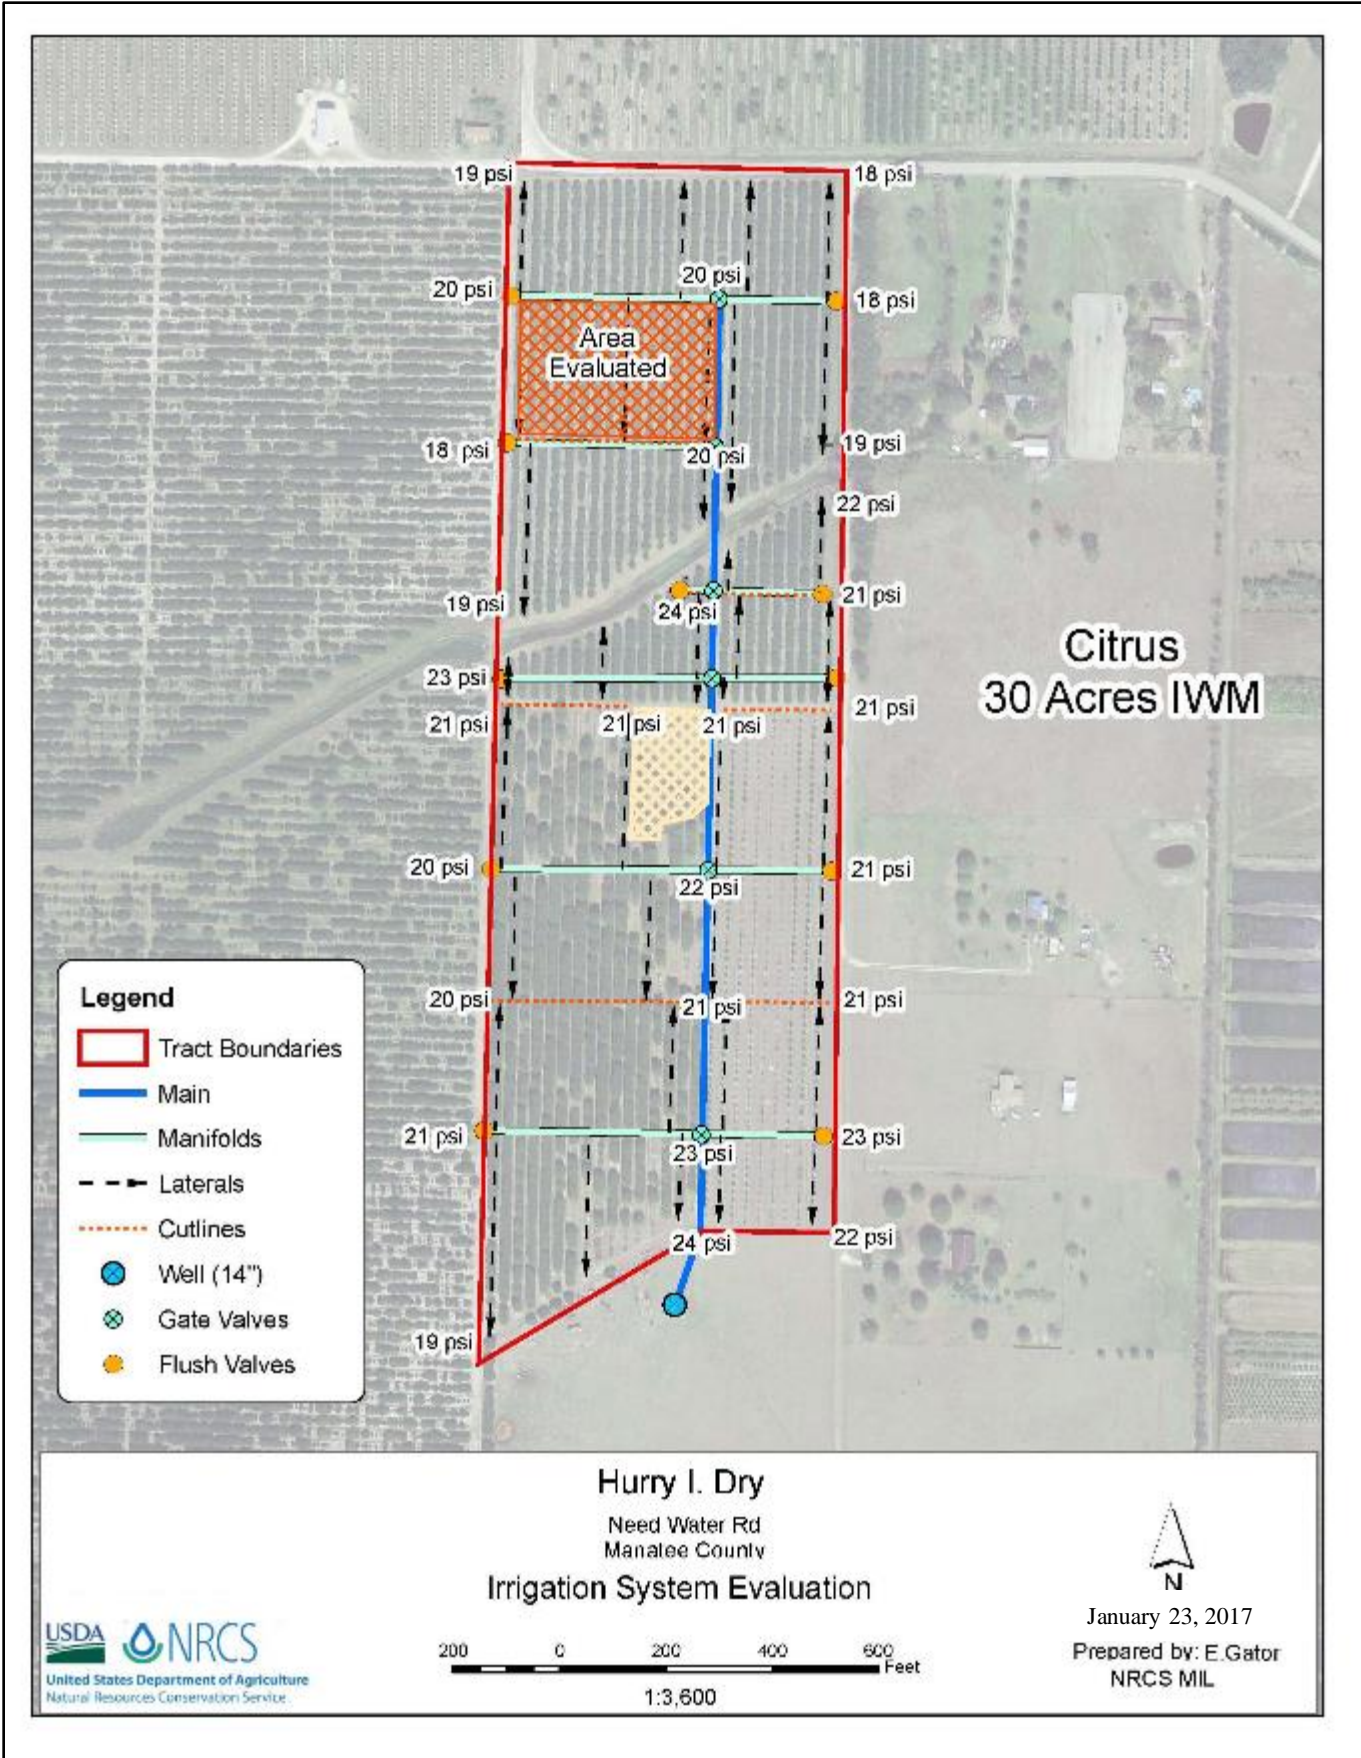 19 psi
18 psi
20 psi
20 psi
18 psi
Area
Evaluated
18 psi
20 psi
19 psi
22 psi
19 psi
24 psi
21 psi
Citrus
30 Acres IWM
23 psi
21 psi
21 psi
21 psi
21 psi
20 psi
22 psi
21 psi
20 psi
21 psi
21 psi
21 psi
23 psi
23 psi
24 psi
22 psi
19 psi
Legend
Tract Boundaries
Main
Manifolds
Laterals
Cutlines
Well (14")
Gate Valves
Flush Valves
Hurry I. Dry
Need Water Rd
Manatee County
Irrigation System Evaluation
N
January 23, 2017
Prepared by: E.Gator
NRCS MIL
USDA NRCS
United States Department of Agriculture
Natural Resources Conservation Service
200 0 200 400 600
Feet
1:3,600